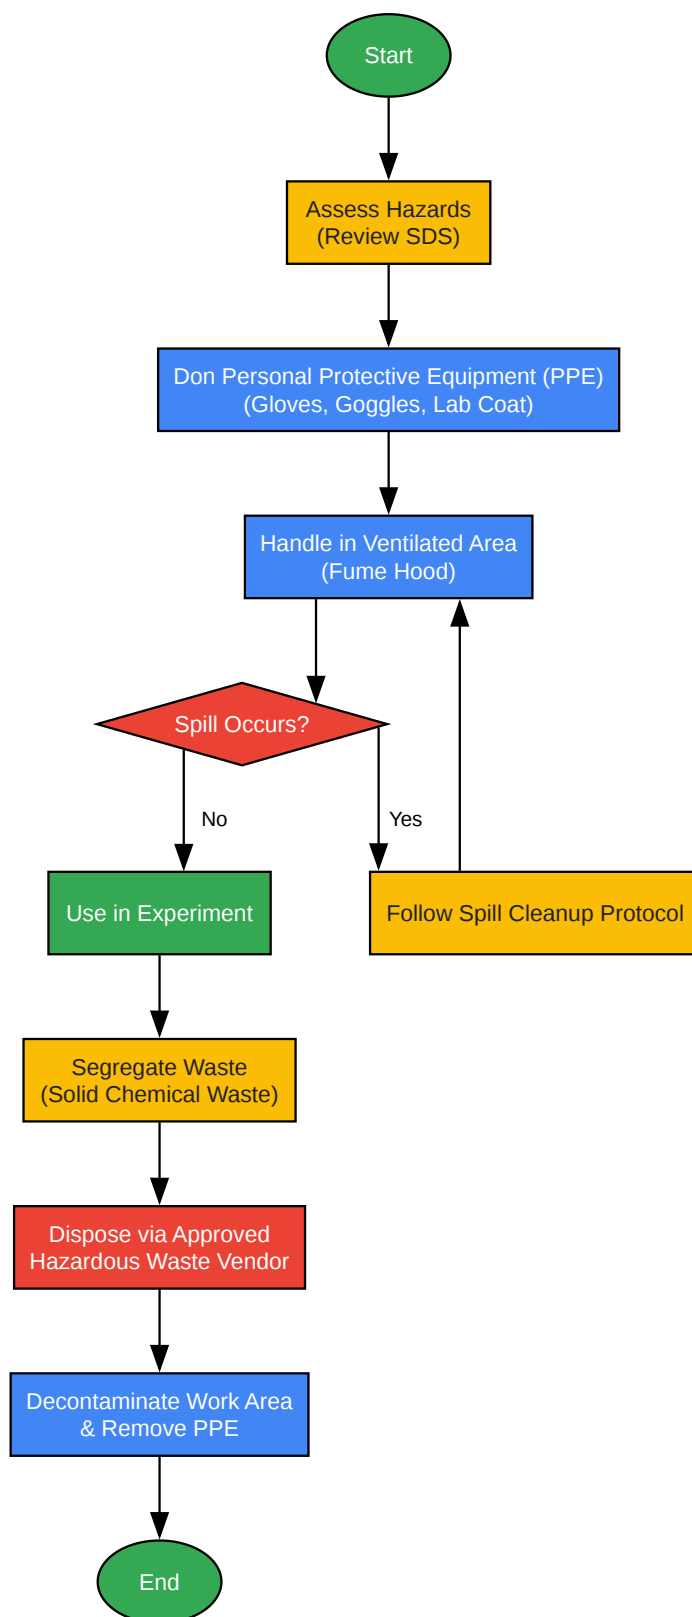 Start
Assess Hazards
(Review SDS)
Don Personal Protective Equipment (PPE)
(Gloves, Goggles, Lab Coat)
Handle in Ventilated Area
(Fume Hood)
Spill Occurs?
No
Yes
Use in Experiment
Follow Spill Cleanup Protocol
Segregate Waste
(Solid Chemical Waste)
Dispose via Approved
Hazardous Waste Vendor
Decontaminate Work Area
& Remove PPE
End